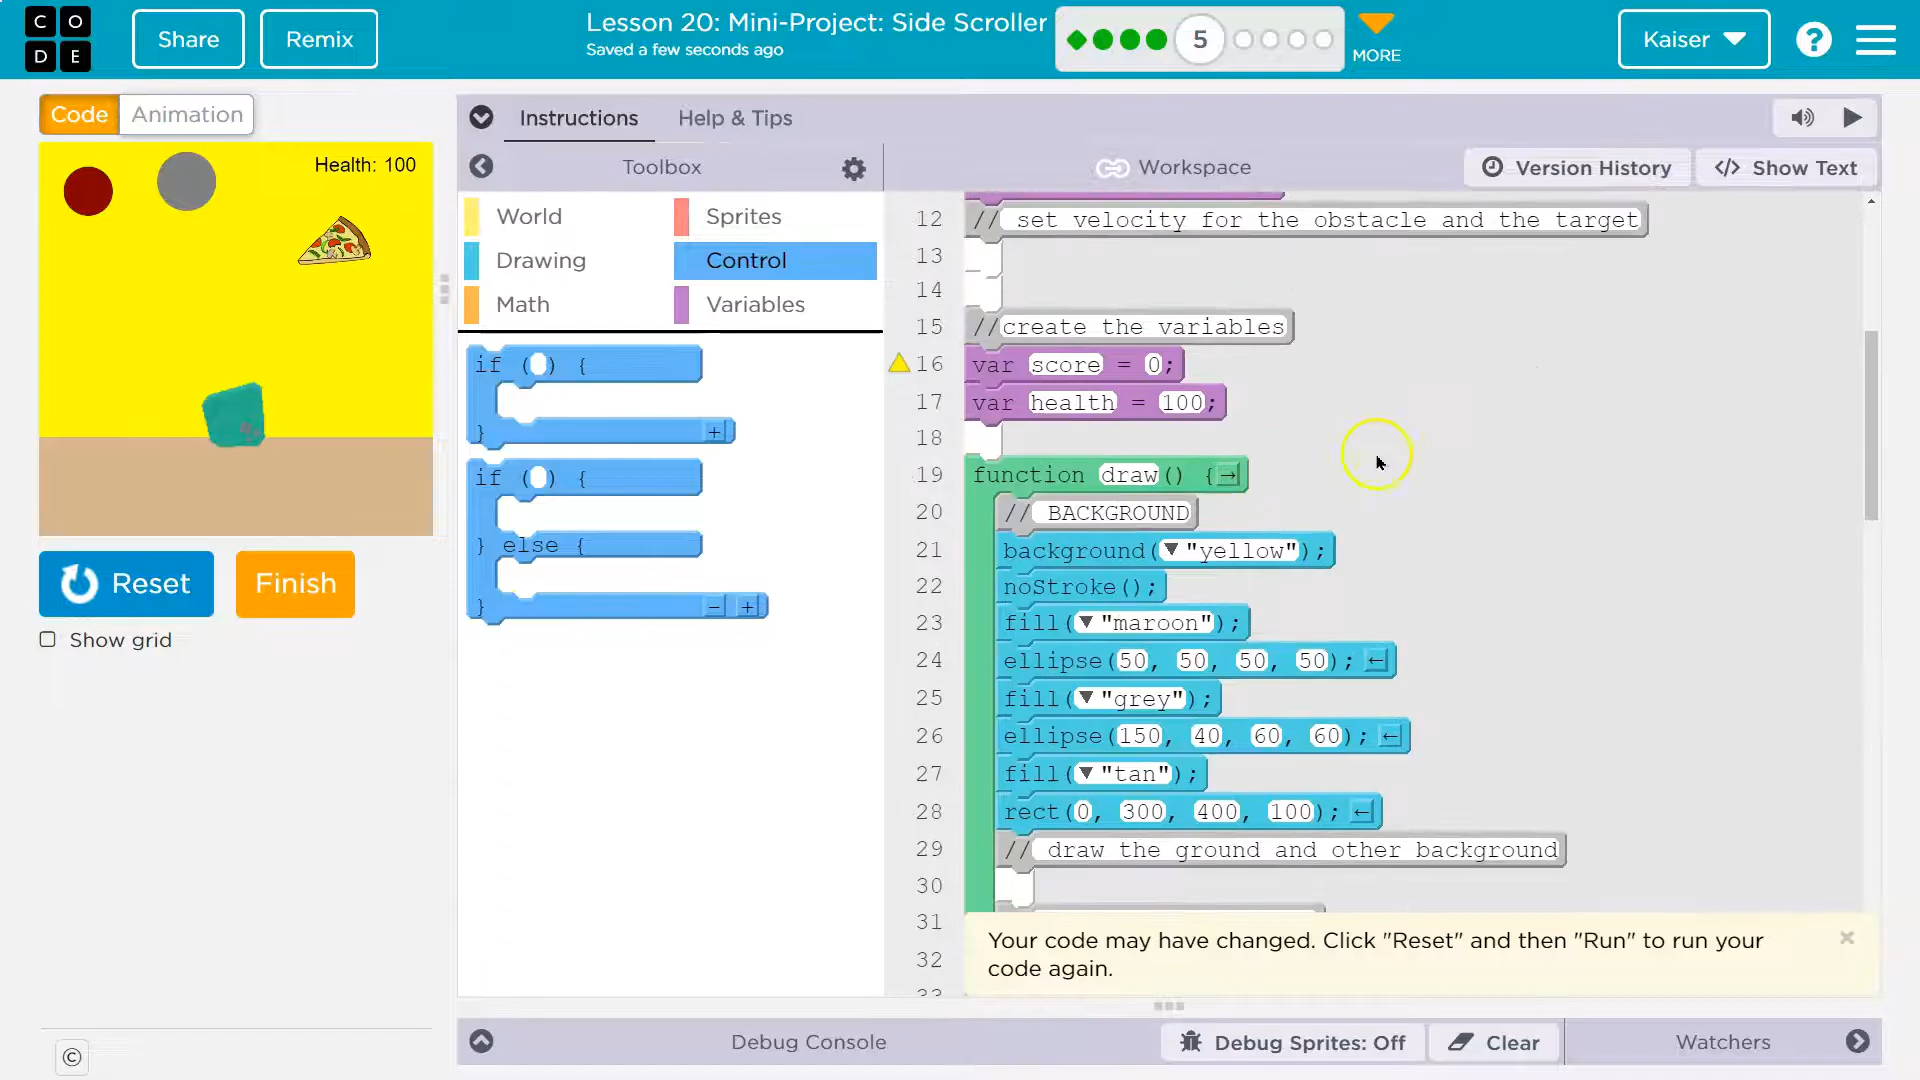 C O
D E
Share
Remix
Lesson 20: Mini-Project: Side Scroller
Saved a few seconds ago
5
MORE
Kaiser
?
Code
Animation
Instructions
Help & Tips
Health: 100
Toolbox
Workspace
Version History
</> Show Text
World
Sprites
Drawing
Control
Math
Variables
if ( ) {
} +
if ( ) {
} else {
} - +
12 // set velocity for the obstacle and the target
13
14
15 //create the variables
16 var score = 0;
17 var health = 100;
18
19 function draw() {
20 // BACKGROUND
21 background("yellow");
22 noStroke();
23 fill("maroon");
24 ellipse(50, 50, 50, 50);
25 fill("grey");
26 ellipse(150, 40, 60, 60);
27 fill("tan");
28 rect(0, 300, 400, 100);
29 // draw the ground and other background
30
31
32
33
Reset
Finish
Show grid
Your code may have changed. Click "Reset" and then "Run" to run your
code again.
×
©
Debug Console
Debug Sprites: Off
Clear
Watchers